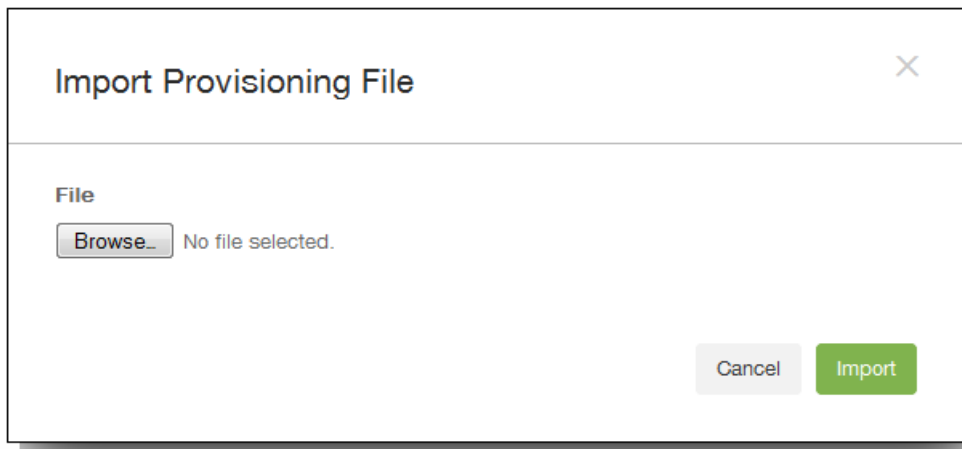 Import Provisioning File
File
Browse... No file selected.
Cancel Import